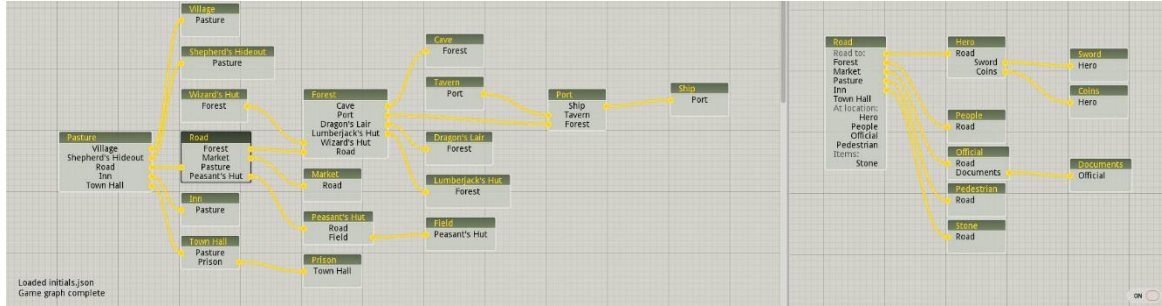 Village
Pasture
Shepherd's Hideout
Pasture
Wizard's Hut
Forest
Pasture
Village
Shepherd's Hideout
Road
Inn
Town Hall
Road
Forest
Market
Pasture
Peasant's Hut
Inn
Pasture
Town Hall
Pasture
Prison
Forest
Cave
Port
Dragon's Lair
Lumberjack's Hut
Wizard's Hut
Road
Market
Road
Peasant's Hut
Road
Field
Prison
Town Hall
Cave
Forest
Tavern
Port
Dragon's Lair
Forest
Lumberjack's Hut
Forest
Field
Peasant's Hut
Port
Ship
Tavern
Forest
Ship
Port
Loaded initials.json
Game graph complete
Road
Road to:
Forest
Market
Pasture
Inn
Town Hall
At location:
Hero
People
Official
Pedestrian
Items:
Stone
Hero
Road
Sword
Coins
People
Road
Official
Road
Documents
Pedestrian
Road
Stone
Road
Sword
Hero
Coins
Hero
Documents
Official
ON